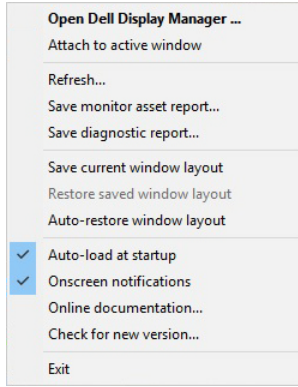 Open Dell Display Manager ...
Attach to active window
Refresh...
Save monitor asset report...
Save diagnostic report...
Save current window layout
Restore saved window layout
Auto-restore window layout
Auto-load at startup
Onscreen notifications
Online documentation...
Check for new version...
Exit